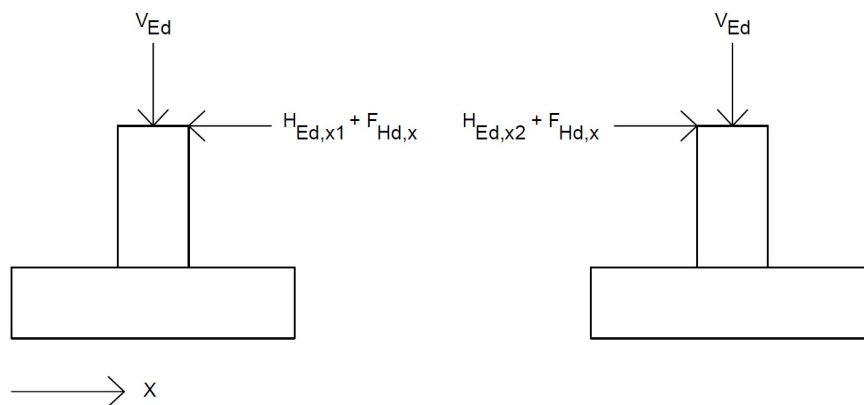 V_Ed V_Ed
H_Ed,x1 + F_Hd,x H_Ed,x2 + F_Hd,x
X